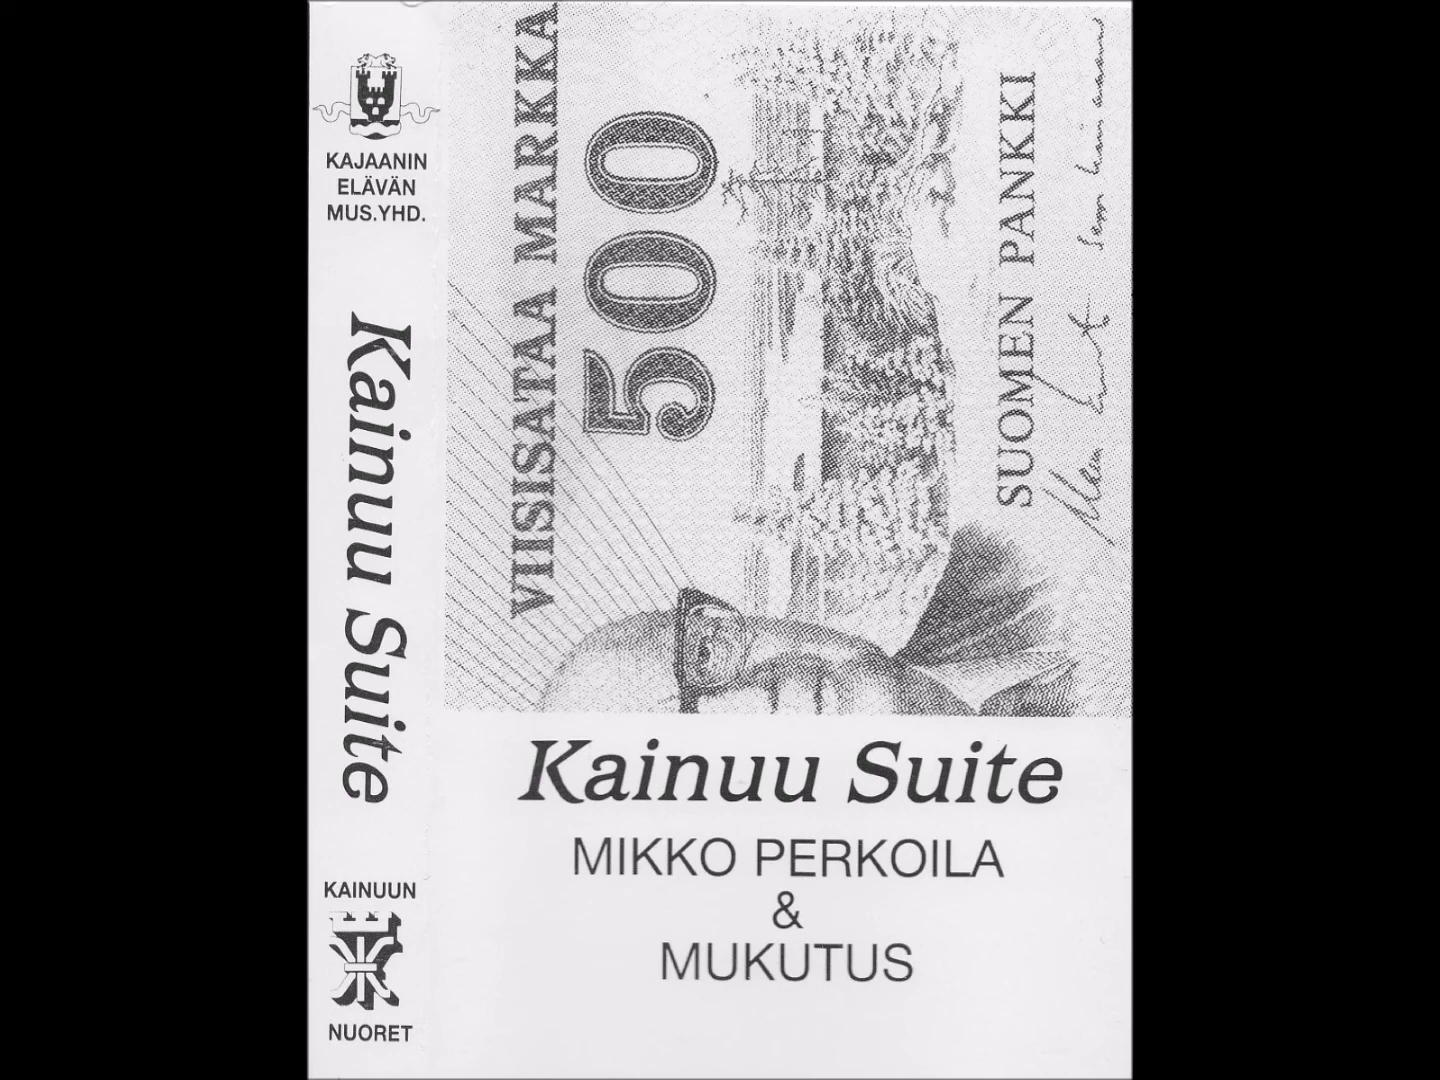 KAJAANIN
ELÄVÄN
MUS.YHD.
Kainuu Suite
KAINUUN
NUORET
VIISISATAA MARKKA
500
SUOMEN PANKKI
Kainuu Suite
MIKKO PERKOILA
&
MUKUTUS